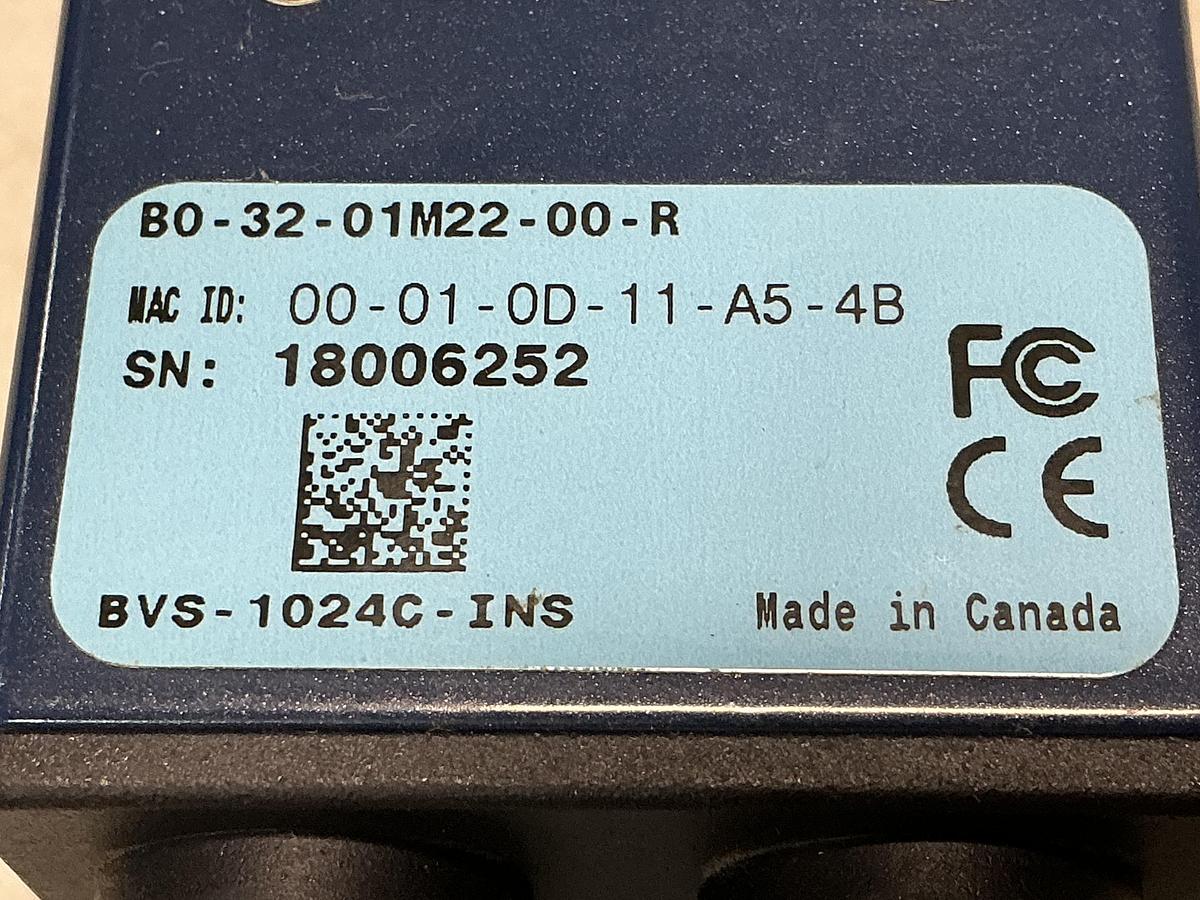 B0-32-01M22-00-R
MAC ID: 00-01-0D-11-A5-4B
SN: 18006252
FC
CE
BVS-1024C-INS
Made in Canada